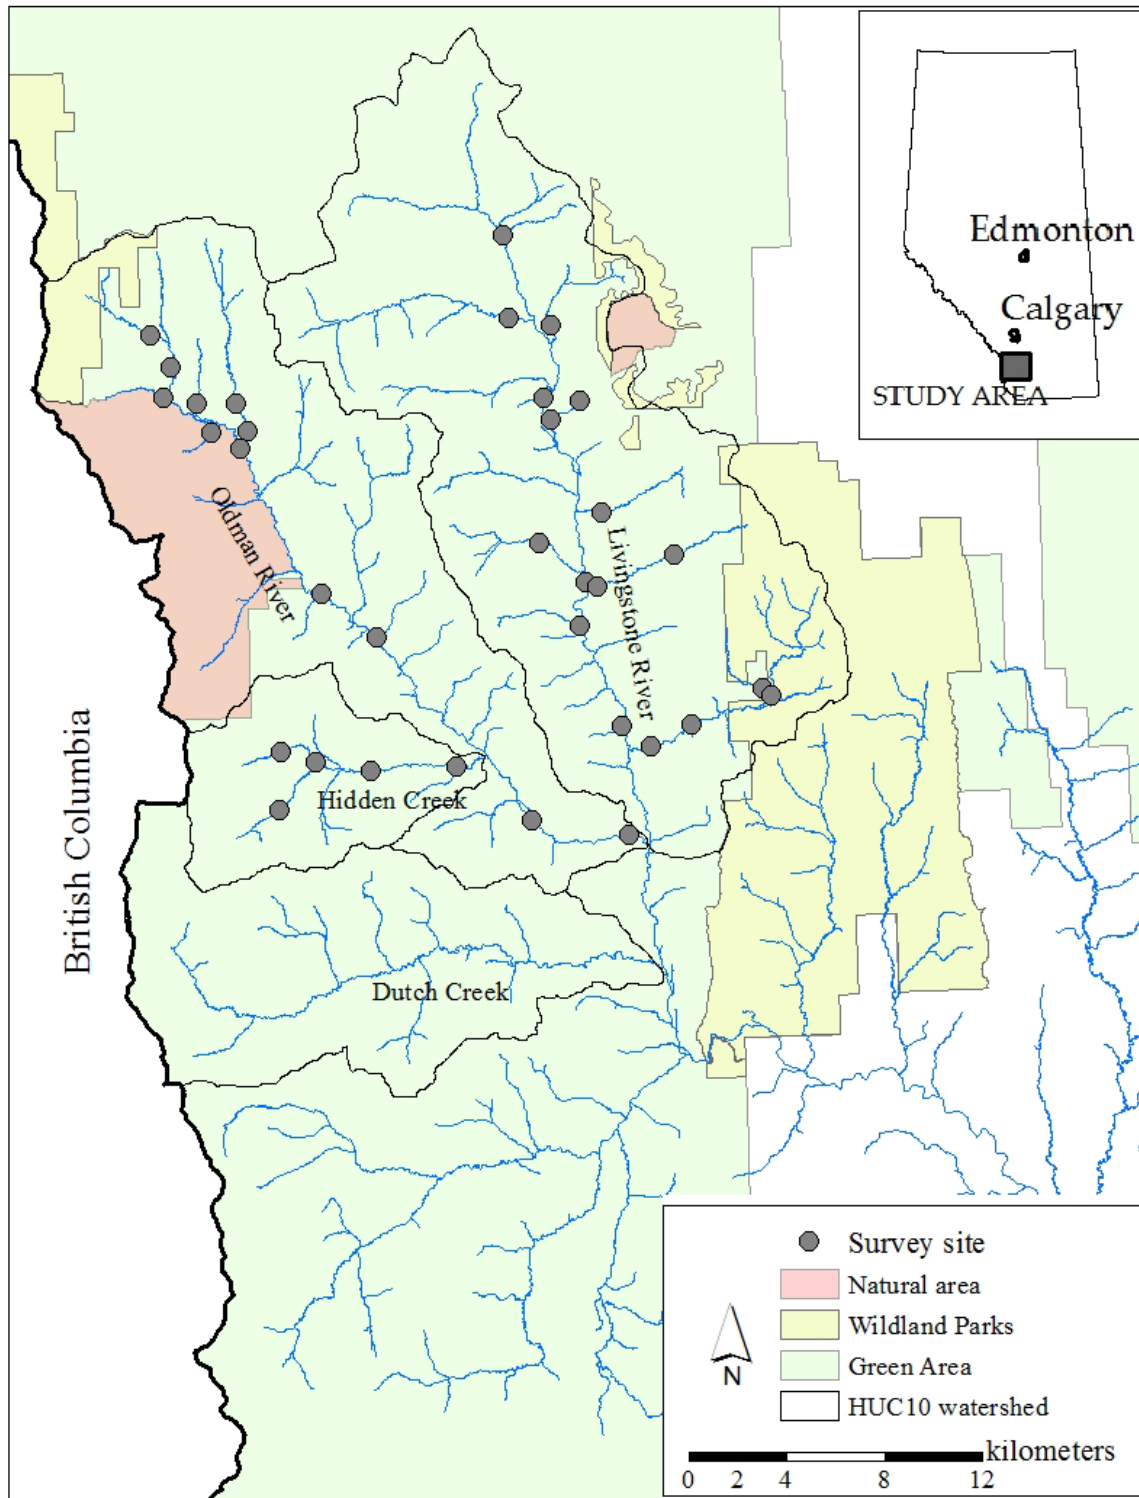 Edmonton
Calgary
STUDY AREA
Oldman River
Livingstone River
British Columbia
Hidden Creek
Dutch Creek
Survey site
Natural area
Wildland Parks
Green Area
HUC10 watershed
N
kilometers
0 2 4 8 12